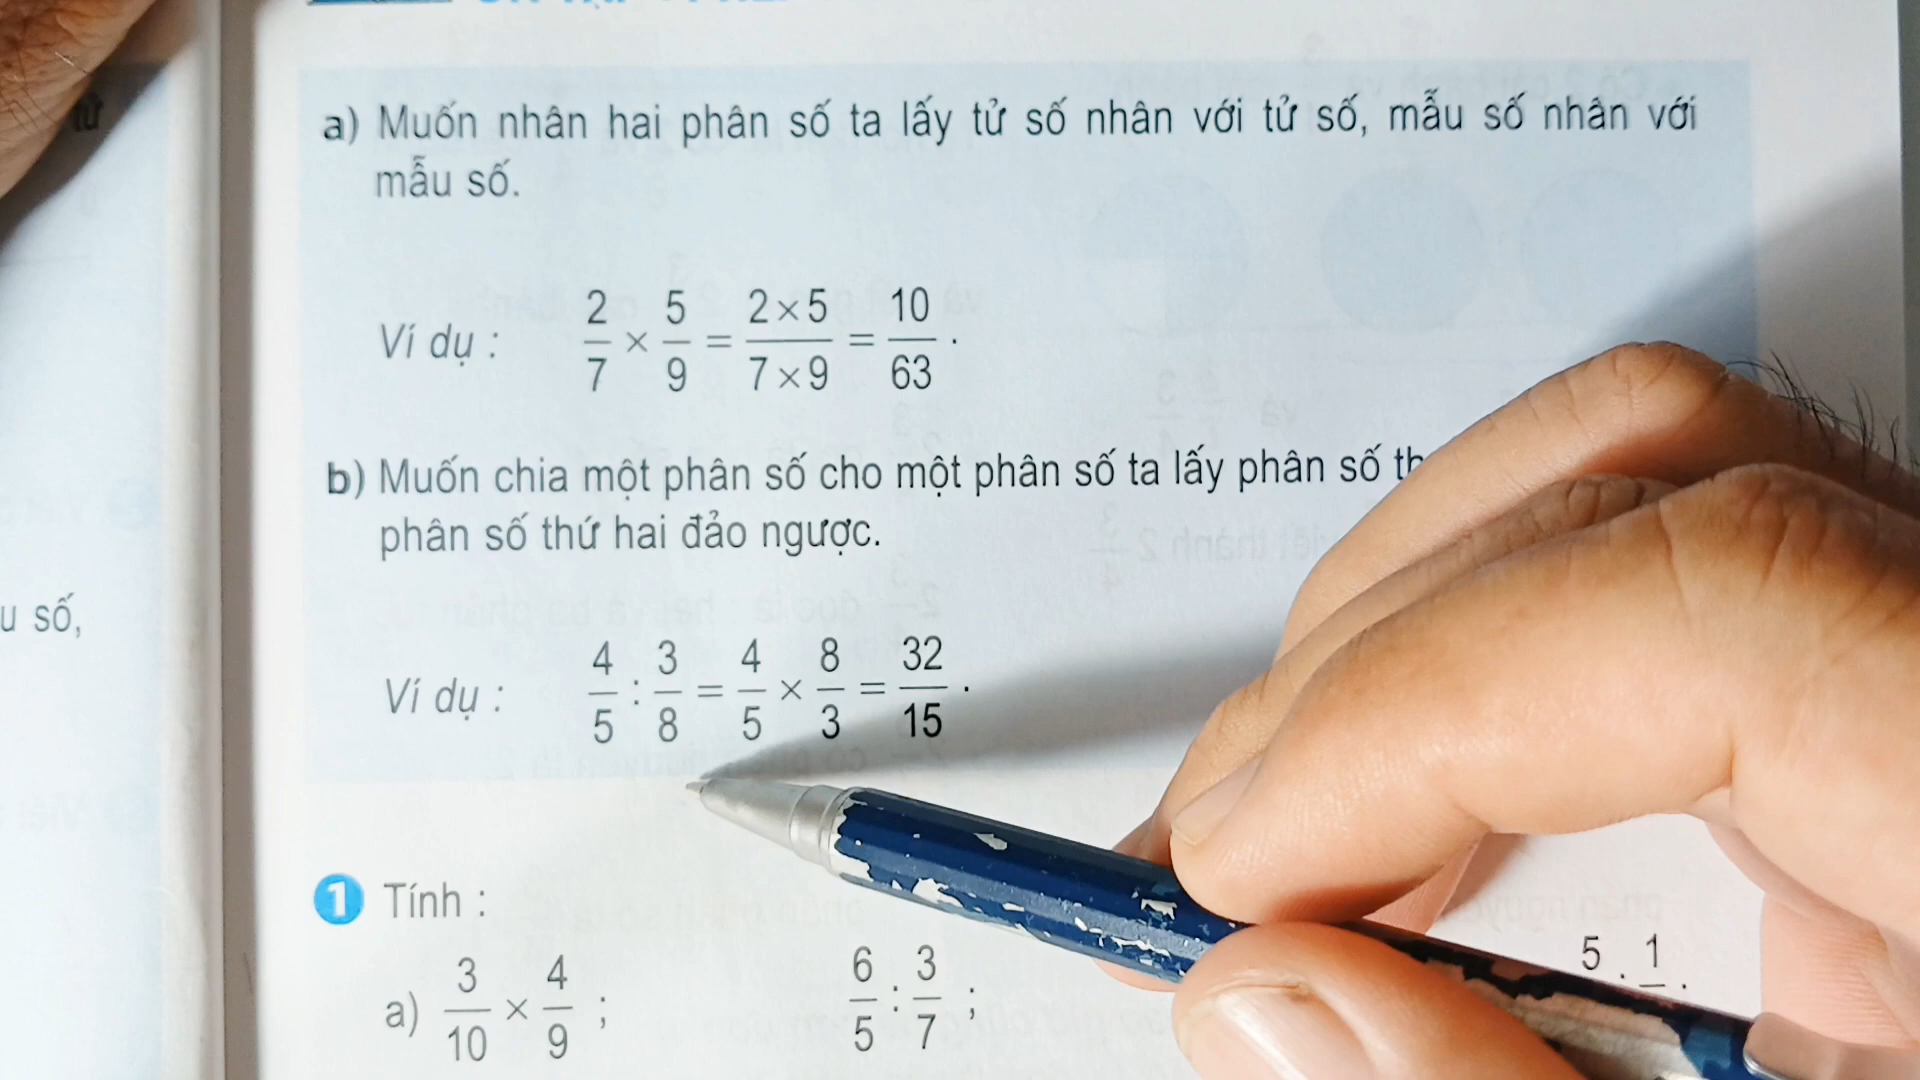 a) Muốn nhân hai phân số ta lấy tử số nhân với tử số, mẫu số nhân với
mẫu số.
Ví dụ : 2/7 × 5/9 = 2×5/7×9 = 10/63 .
b) Muốn chia một phân số cho một phân số ta lấy phân số
phân số thứ hai đảo ngược.
u số,
Ví dụ : 4/5 : 3/8 = 4/5 × 8/3 = 32/15 .
1 Tính :
a) 3/10 × 4/9 ; 6/5 : 3/7 ; 5 . 1 .